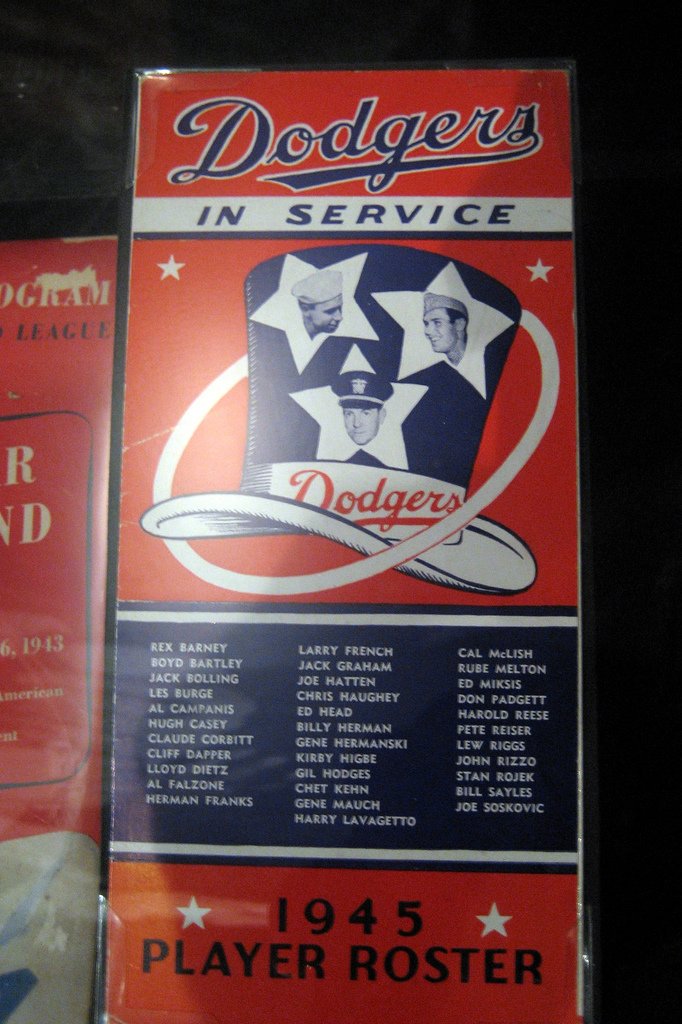 Dodgers
IN SERVICE
Dodgers
REX BARNEY
BOYD BARTLEY
JACK BOLLING
LES BURGE
AL CAMPANIS
HUGH CASEY
CLAUDE CORBITT
CLIFF DAPPER
LLOYD DIETZ
AL FALZONE
HERMAN FRANKS
LARRY FRENCH
JACK GRAHAM
JOE HATTEN
CHRIS HAUGHEY
ED HEAD
BILLY HERMAN
GENE HERMANSKI
KIRBY HIGBE
GIL HODGES
CHET KEHN
GENE MAUCH
HARRY LAVAGETTO
CAL McLISH
RUBE MELTON
ED MIKSIS
DON PADGETT
HAROLD REESE
PETE REISER
LEW RIGGS
JOHN RIZZO
STAN ROJEK
BILL SAYLES
JOE SOSKOVIC
1945
PLAYER ROSTER
OGRAM
LEAGUE
R
ND
6, 1943
American
ent